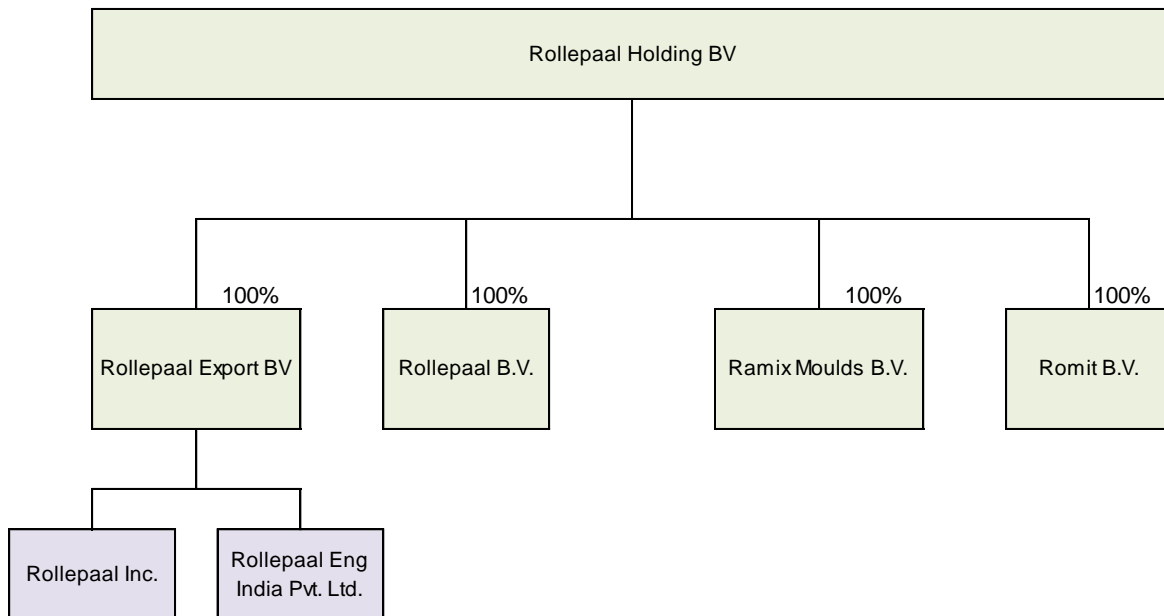 Rollepaal Holding BV
100%
100%
100%
100%
Rollepaal Export BV
Rollepaal B.V.
Ramix Moulds B.V.
Romit B.V.
Rollepaal Inc.
Rollepaal Eng
India Pvt. Ltd.